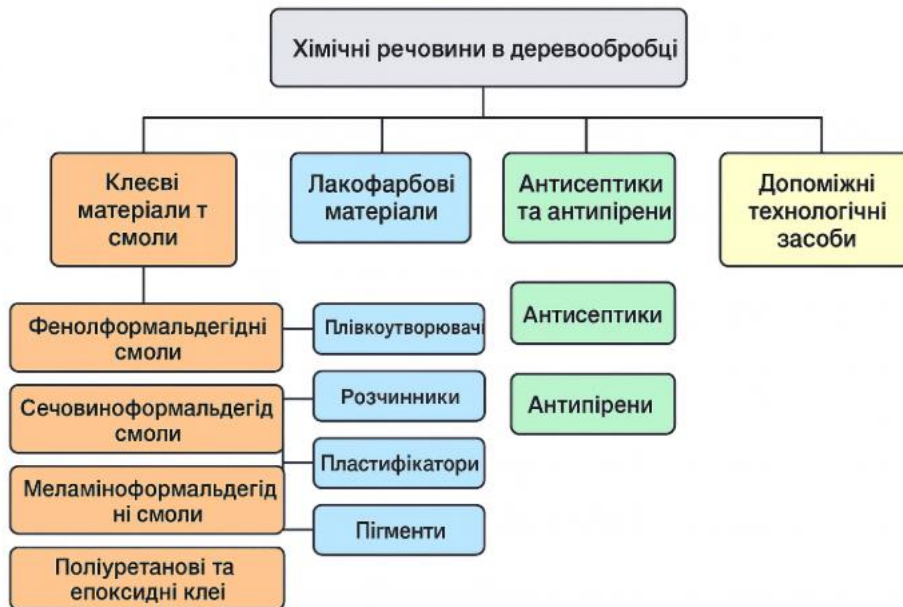 Хімічні речовини в деревообробці
Клеєві
матеріали т
смоли
Лакофарбові
матеріали
Антисептики
та антипірени
Допоміжні
технологічні
засоби
Фенолформальдегідні
смоли
Сечовиноформальдегід
смоли
Меламіноформальдегід
ні смоли
Поліуретанові та
епоксидні клеі
Плівкоутворювачі
Розчинники
Пластифікатори
Пігменти
Антисептики
Антипірени